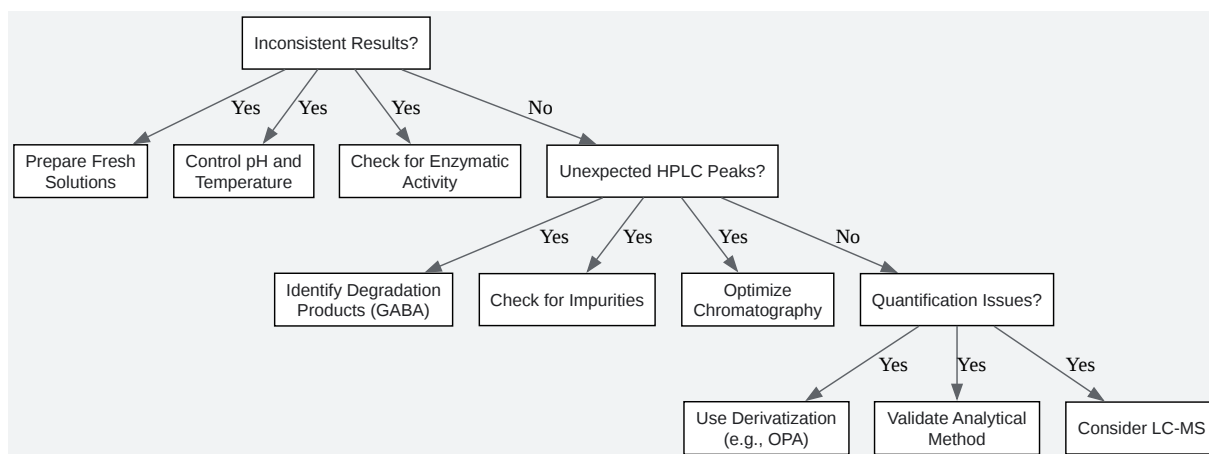 Inconsistent Results?
Yes
Yes
Yes
No
Prepare Fresh
Solutions
Control pH and
Temperature
Check for Enzymatic
Activity
Unexpected HPLC Peaks?
Yes
Yes
Yes
No
Identify Degradation
Products (GABA)
Check for Impurities
Optimize
Chromatography
Quantification Issues?
Yes
Yes
Yes
Use Derivatization
(e.g., OPA)
Validate Analytical
Method
Consider LC-MS